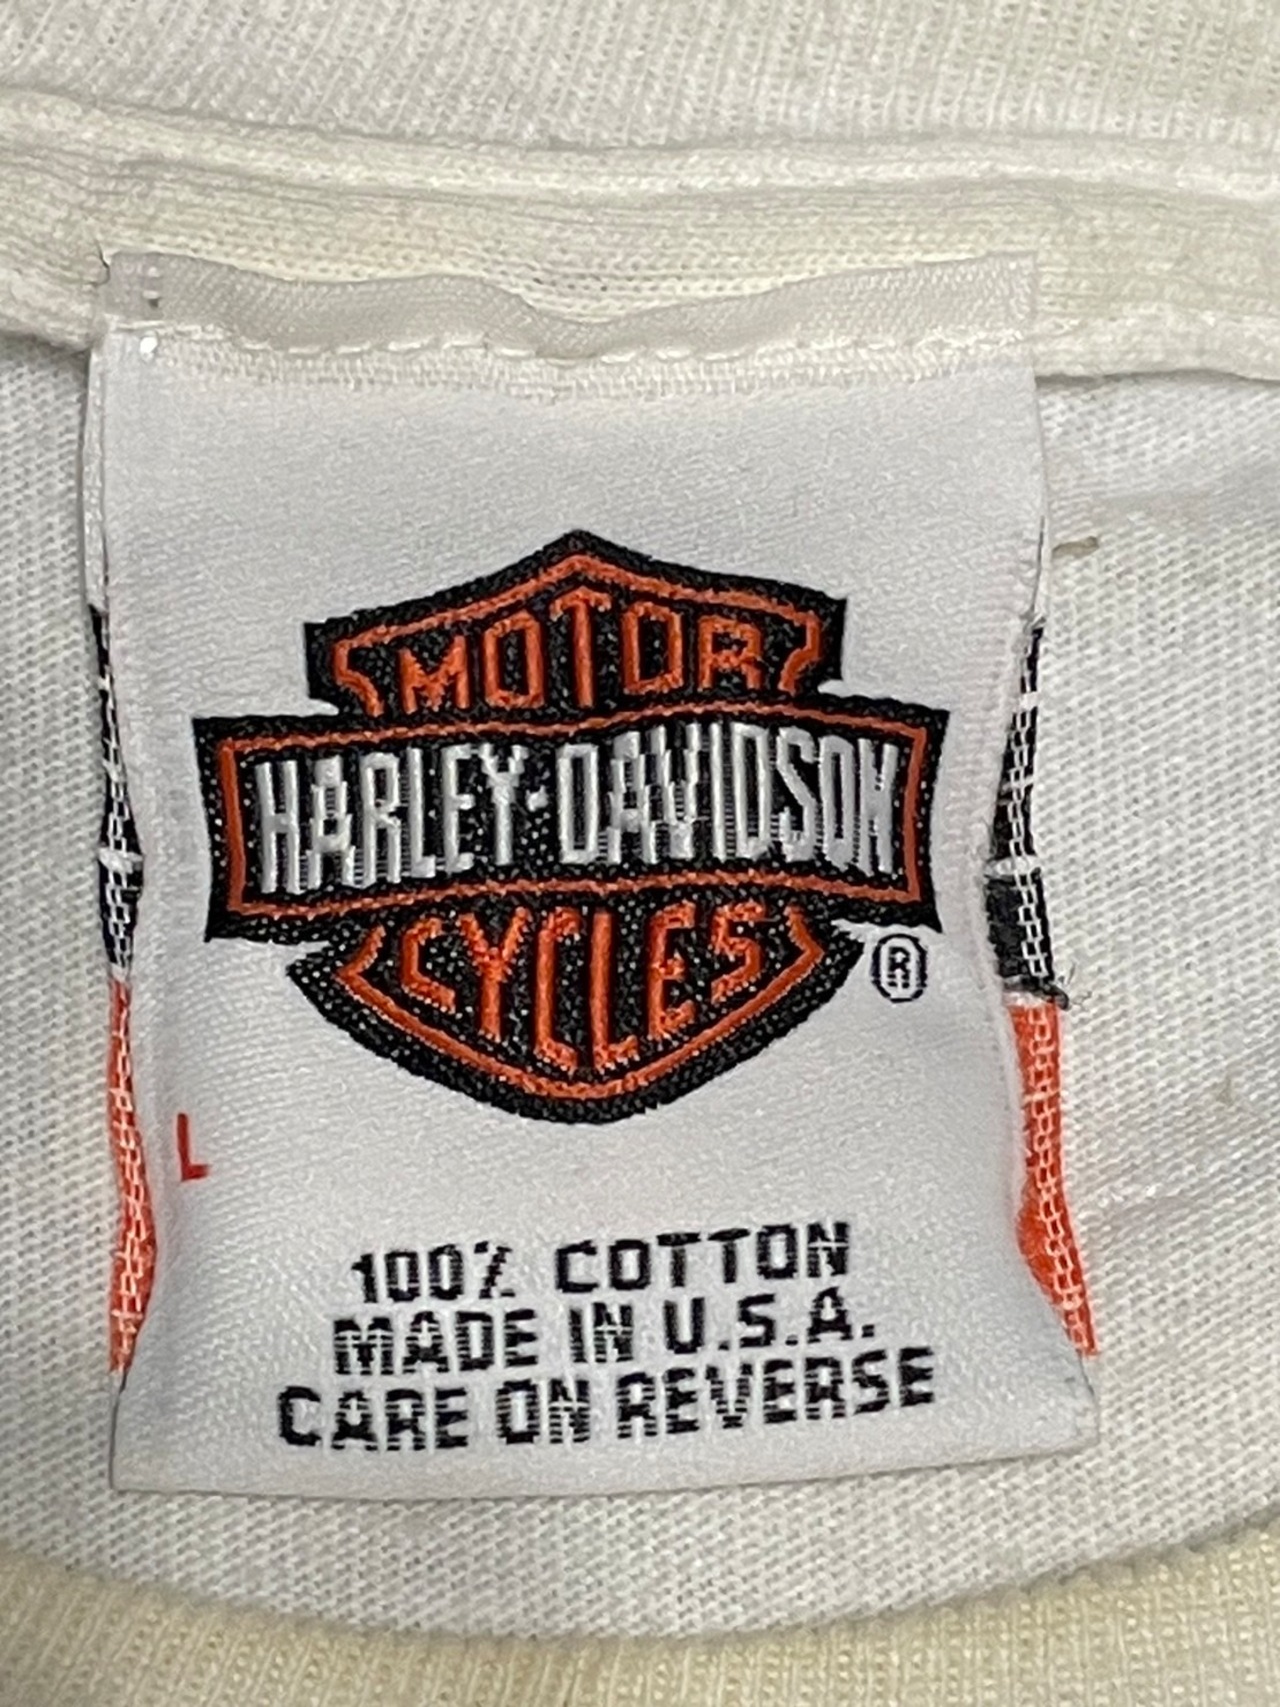 MOTOR
HARLEY-DAVIDSON
CYCLES
®
L
100% COTTON
MADE IN U.S.A.
CARE ON REVERSE